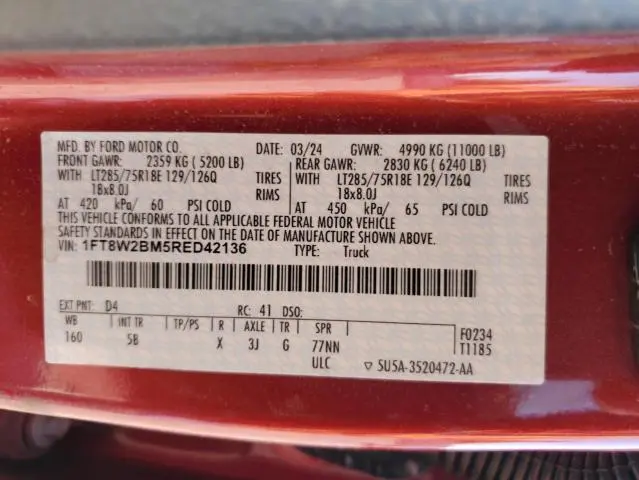 MFD. BY FORD MOTOR CO. 03/24 GVWR: 4990 KG (11000 LB)
FRONT GAWR: 2359 KG ( 5200 LB) REAR GAWR: 2830 KG ( 6240 LB)
WITH LT285/75R18E 129/126Q TIRES WITH LT285/75R18E 129/126Q TIRES
18x8.0J RIMS 18x8.0J RIMS
AT 420 kPa/ 60 PSI COLD AT 450 kPa/ 65 PSI COLD
THIS VEHICLE CONFORMS TO ALL APPLICABLE FEDERAL MOTOR VEHICLE
SAFETY STANDARDS IN EFFECT ON THE DATE OF MANUFACTURE SHOWN ABOVE.
VIN: 1FT8W2BM5RED42136 TYPE: Truck
EXT PNT: D4 RC: 41 DSO:
WB INT TR TP/PS R AXLE TR SPR F0234
160 5B X 3J G 77NN T1185
ULC ▽ SU5A-3520472-AA